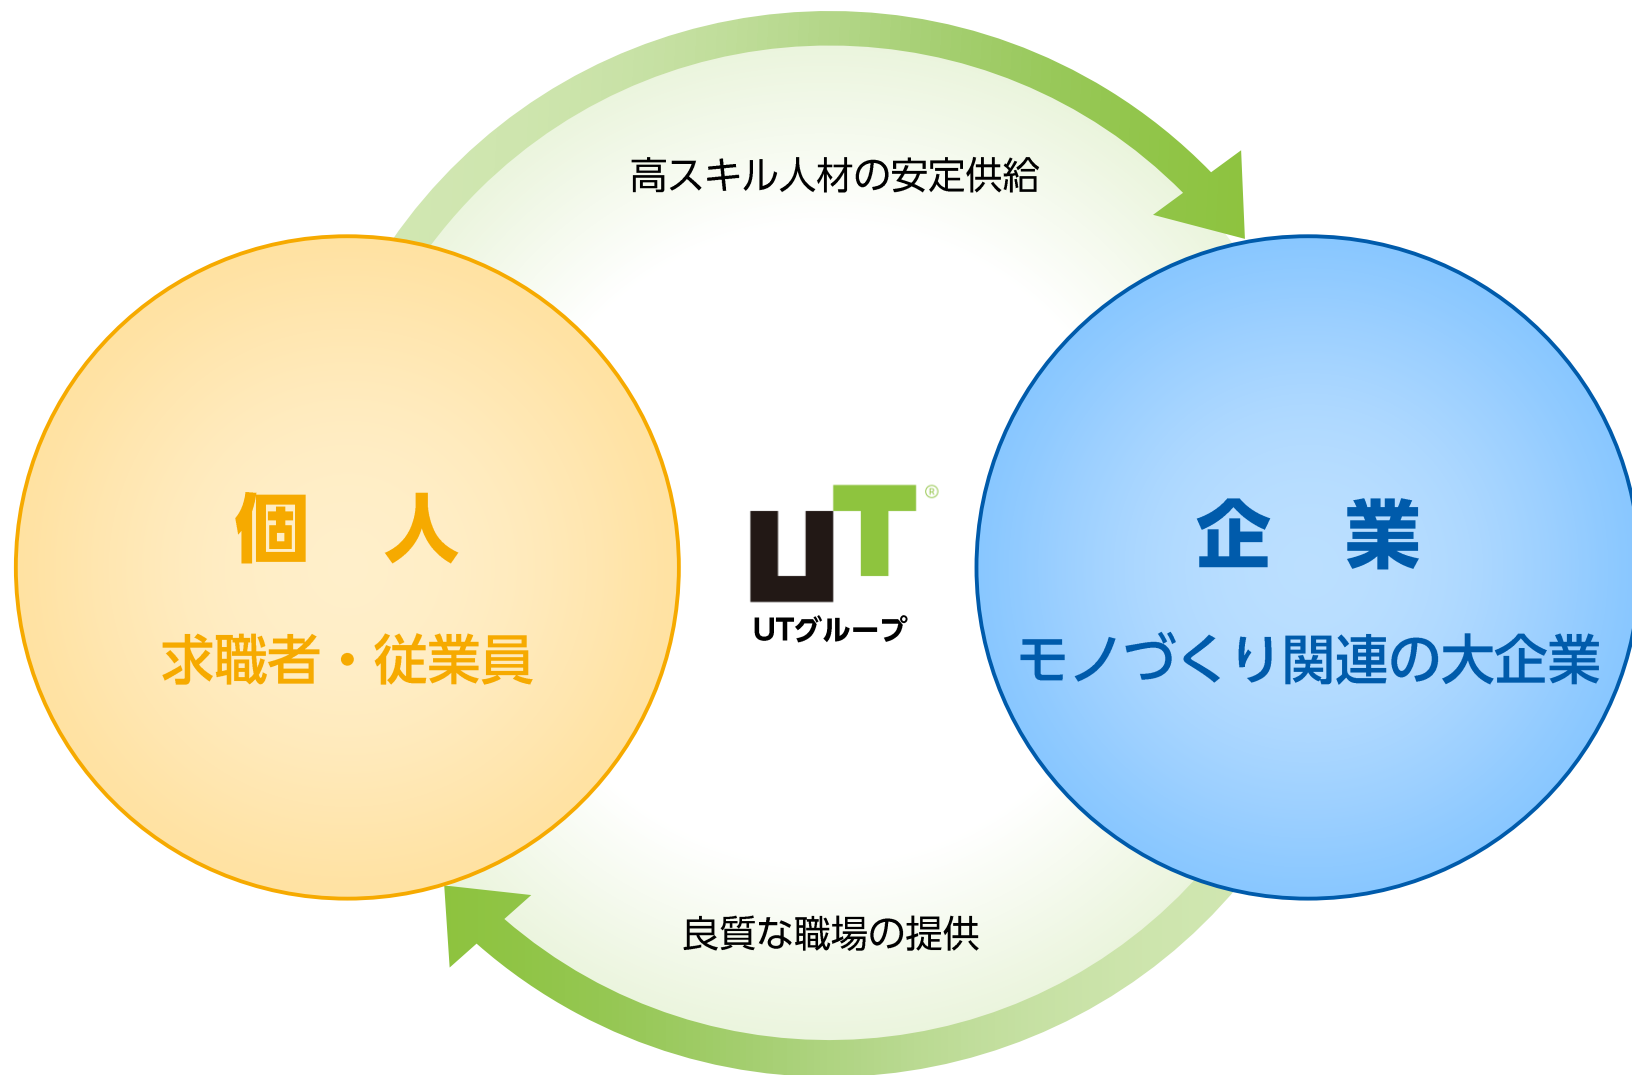 高スキル人材の安定供給
個　人
求職者・従業員
UT®
UTグループ
企　業
モノづくり関連の大企業
良質な職場の提供